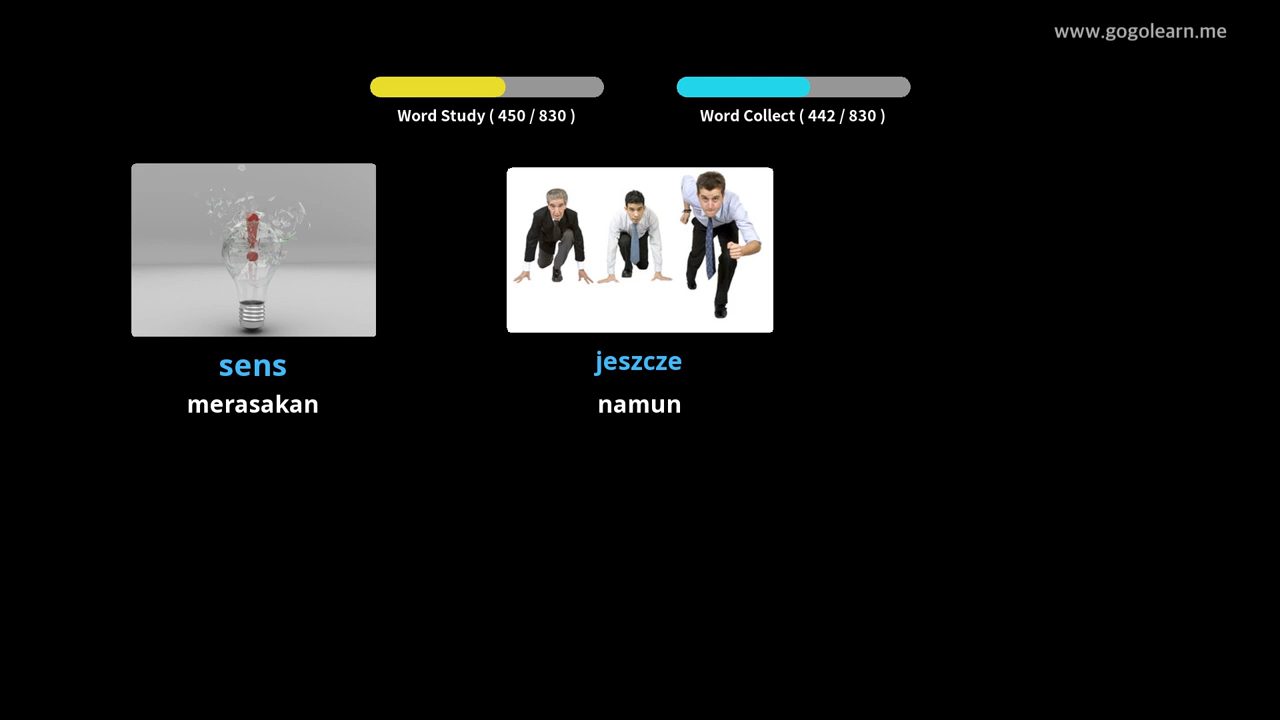 www.gogolearn.me
Word Study ( 450 / 830 )
Word Collect ( 442 / 830 )
sens
merasakan
jeszcze
namun